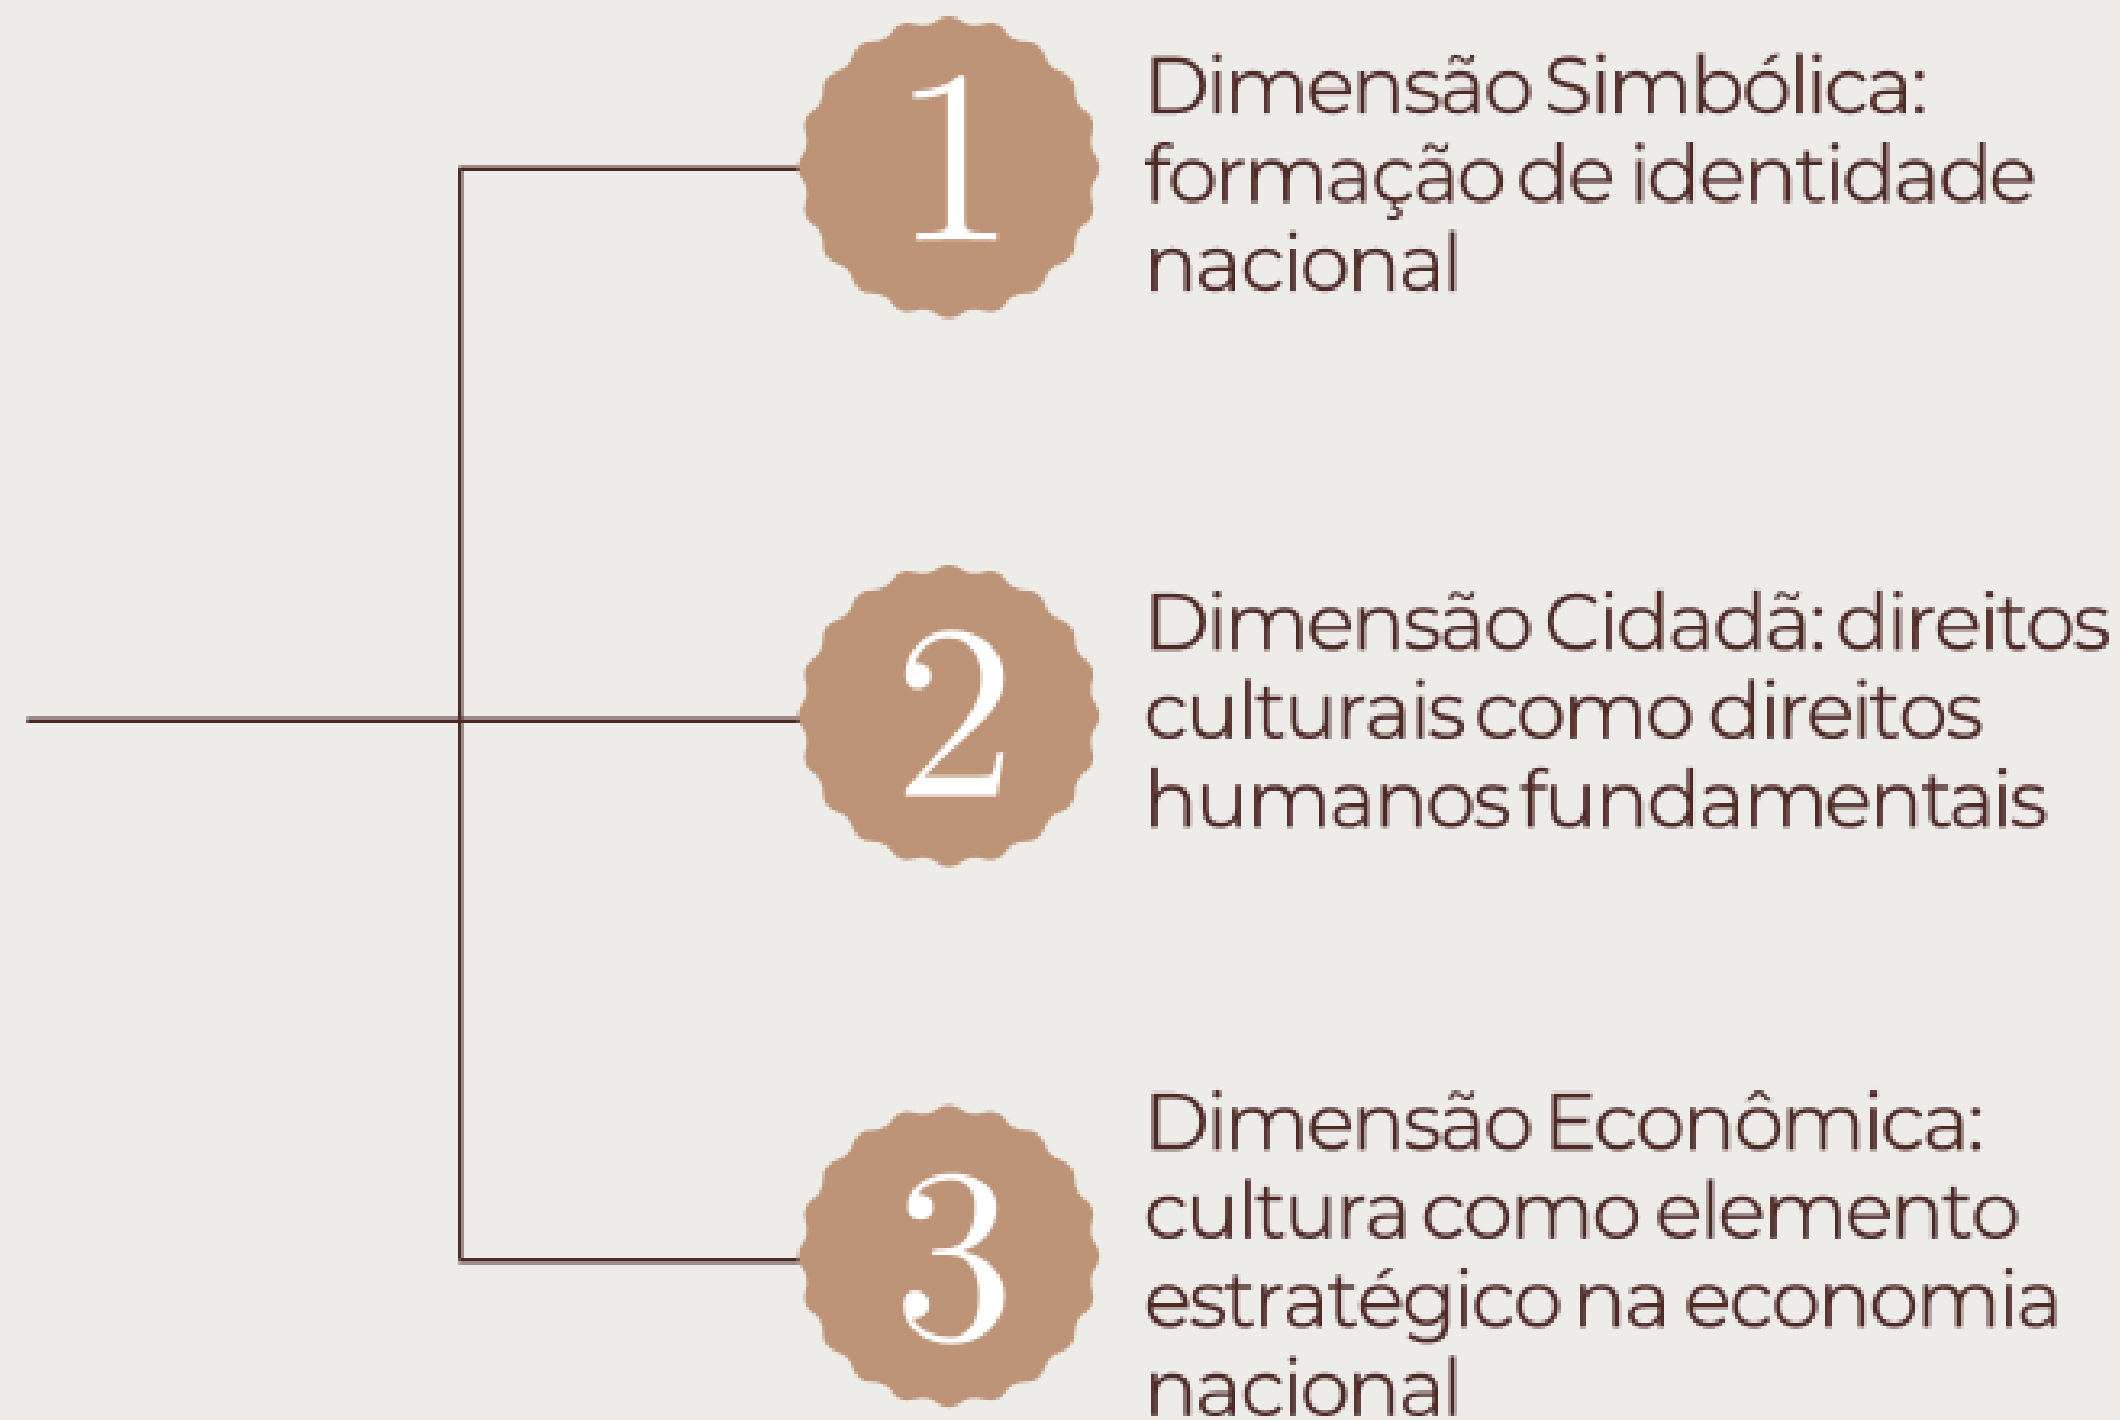 1
Dimensão Simbólica:
formação de identidade
nacional
2
Dimensão Cidadã: direitos
culturais como direitos
humanos fundamentais
3
Dimensão Econômica:
cultura como elemento
estratégico na economia
nacional